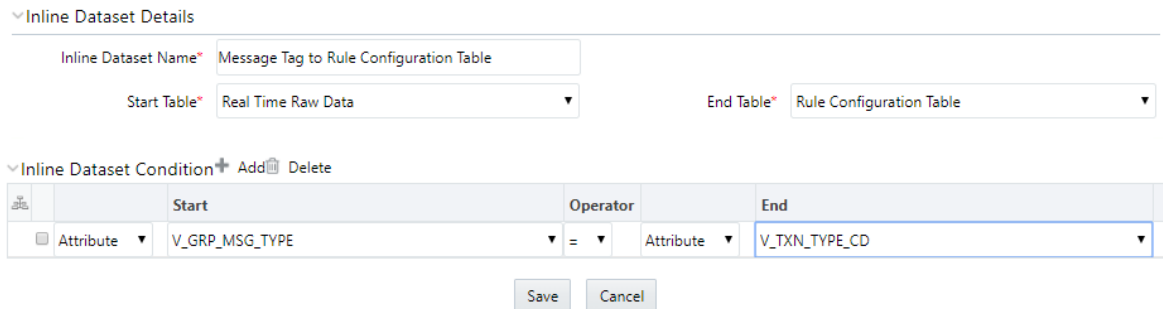 Inline Dataset Details
Inline Dataset Name* Message Tag to Rule Configuration Table
Start Table* Real Time Raw Data End Table* Rule Configuration Table
Inline Dataset Condition Add Delete
Start Operator End
Attribute V_GRP_MSG_TYPE = Attribute V_TXN_TYPE_CD
Save Cancel